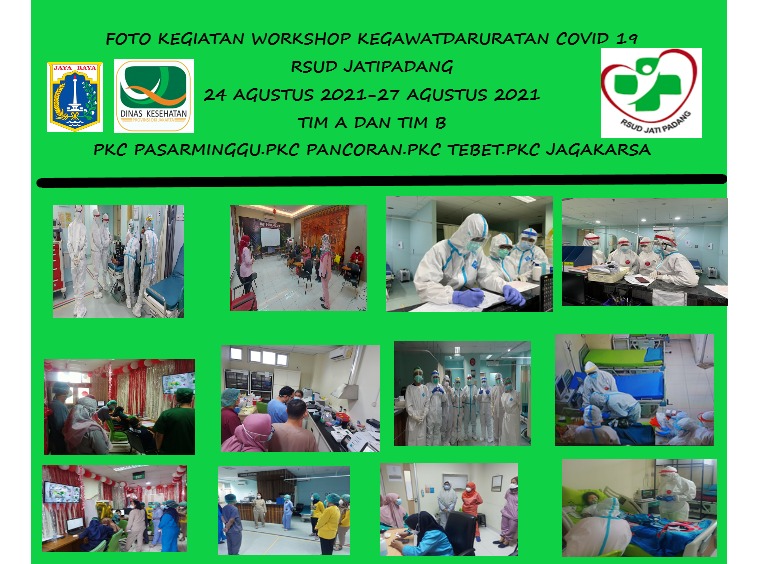 FOTO KEGIATAN WORKSHOP KEGAWATDARURATAN COVID 19
RSUD JATIPADANG
24 AGUSTUS 2021-27 AGUSTUS 2021
TIM A DAN TIM B
PKC PASARMINGGU.PKC PANCORAN.PKC TEBET.PKC JAGAKARSA
JAYA RAYA
DINAS KESEHATAN
RSUD JATI PADANG